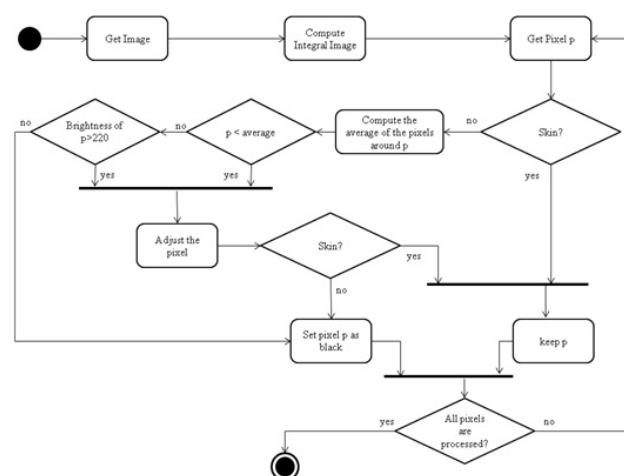 Get Image
Compute
Integral Image
Get Pixel p
no
Brightness of
p>220
no
p < average
Compute the
average of the pixels
around p
no
Skin?
yes
yes
yes
Adjust the
pixel
Skin?
yes
no
Set pixel p as
black
keep p
yes
All pixels
are
processed?
no